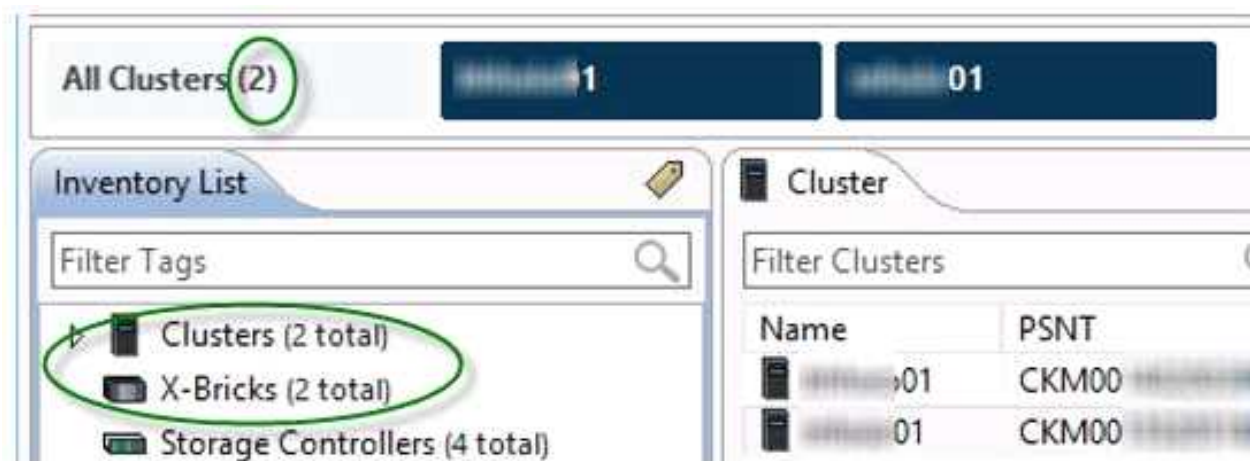 All Clusters (2)
1
01
Inventory List
Cluster
Filter Tags
Filter Clusters
Clusters (2 total)
X-Bricks (2 total)
Storage Controllers (4 total)
Name PSNT
01 CKM00
01 CKM00